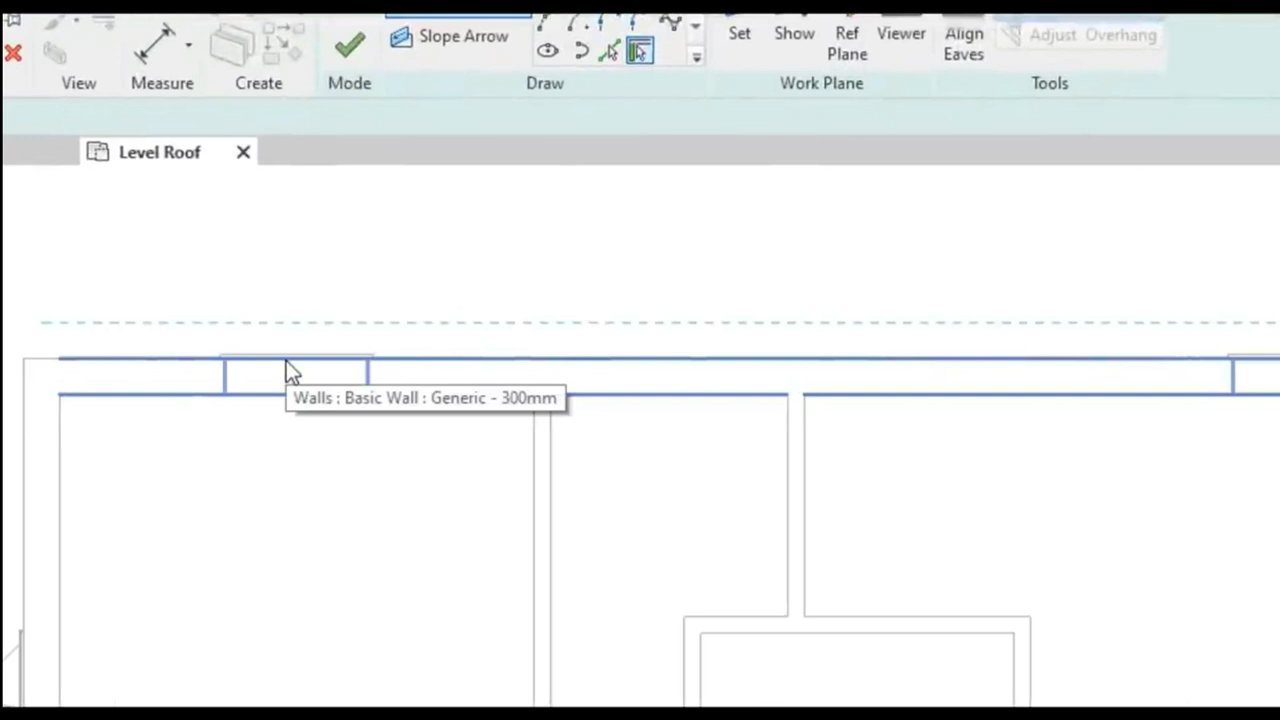 Slope Arrow
Set
Show
Ref
Plane
Viewer
Align
Eaves
Adjust Overhang
View
Measure
Create
Mode
Draw
Work Plane
Tools
Level Roof
Walls : Basic Wall : Generic - 300mm